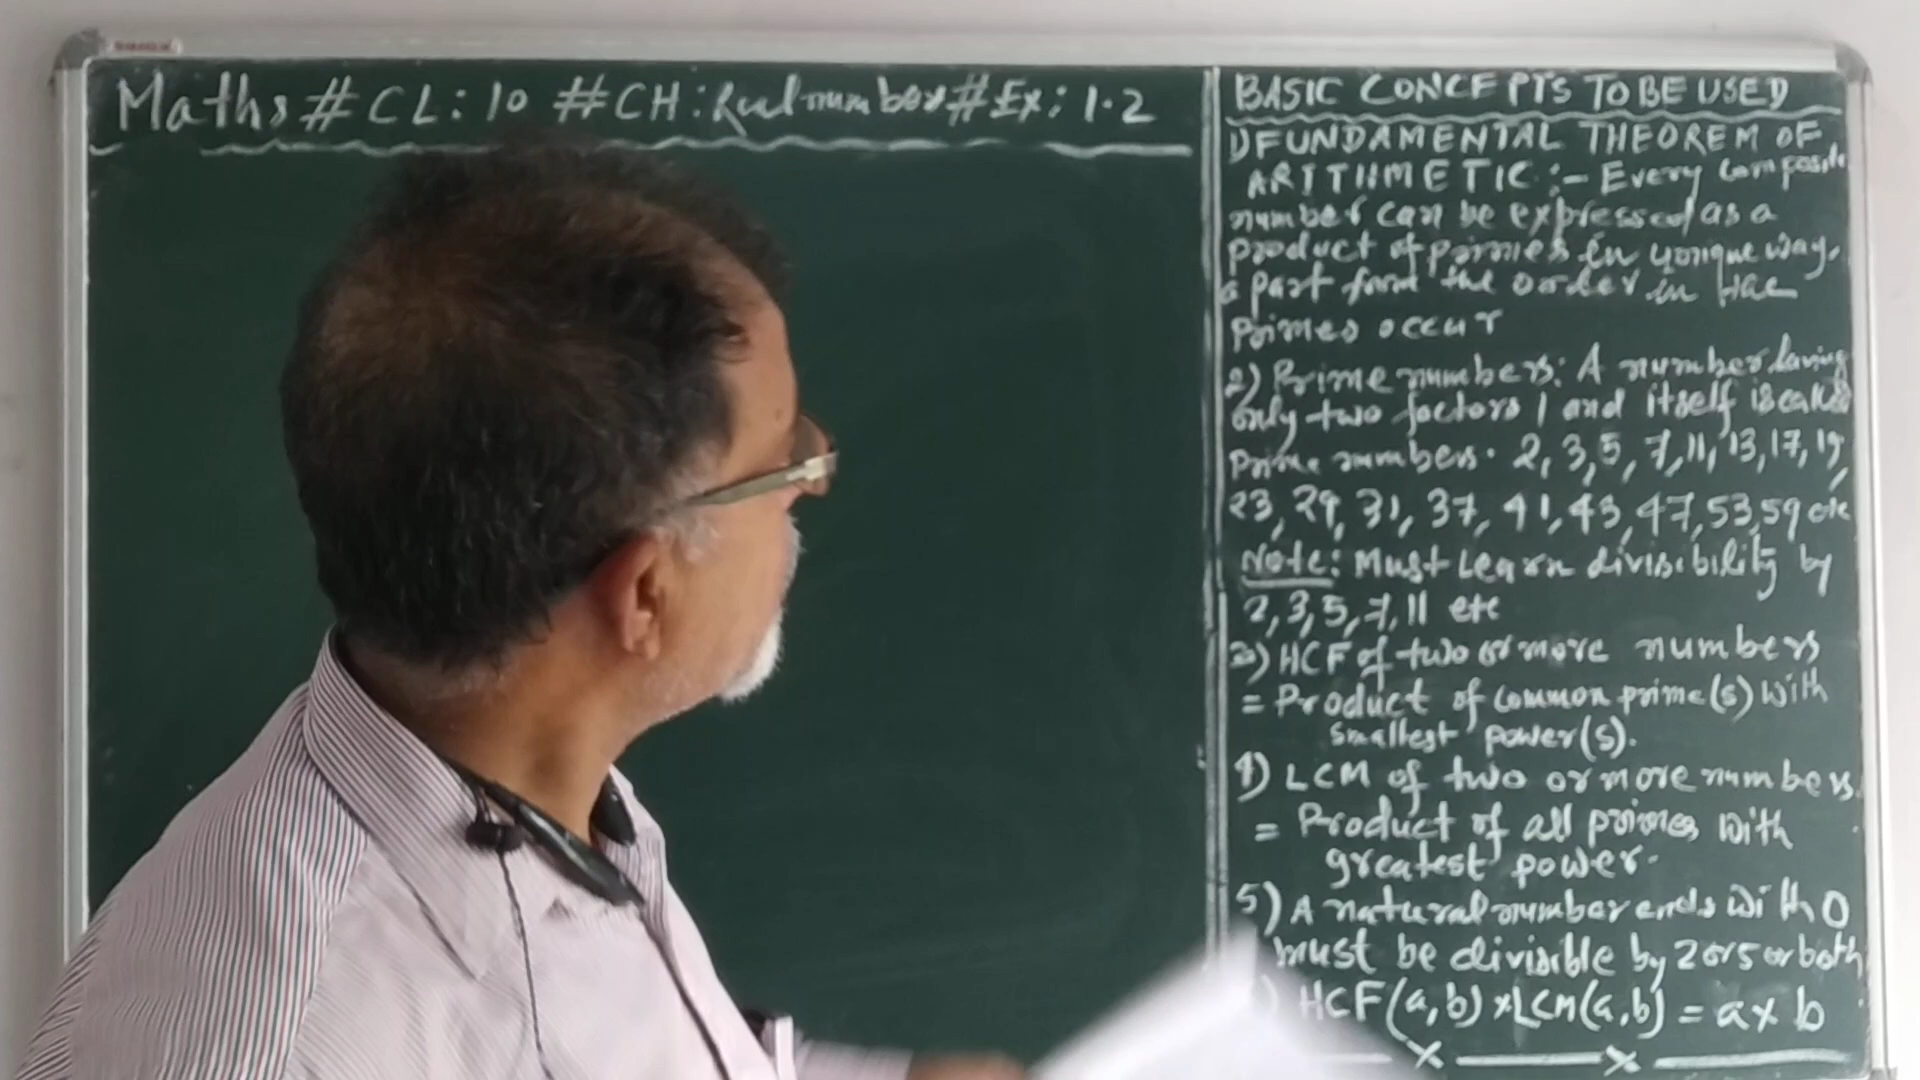 Maths # CL: 10 # CH: Real number # Ex: 1.2
BASIC CONCEPTS TO BE USED
1) FUNDAMENTAL THEOREM OF
ARITHMETIC :- Every Composite
number can be expressed as a
product of primes in unique way,
a part form the order in
primes occur
2) Prime numbers: A number having
only two factors 1 and itself is called
Prime numbers. 2, 3, 5, 7, 11, 13, 17, 19,
23, 29, 31, 37, 41, 43, 47, 53, 59 etc
Note: Must Learn divisibility by
2, 3, 5, 7, 11 etc
3) HCF of two or more numbers
= Product of common prime(s) with
smallest power(s).
4) LCM of two or more numbers.
= Product of all primes with
greatest power.
5) A natural number ends with 0
must be divisible by 2 or 5 or both
) HCF(a,b) × LCM(a,b) = a × b